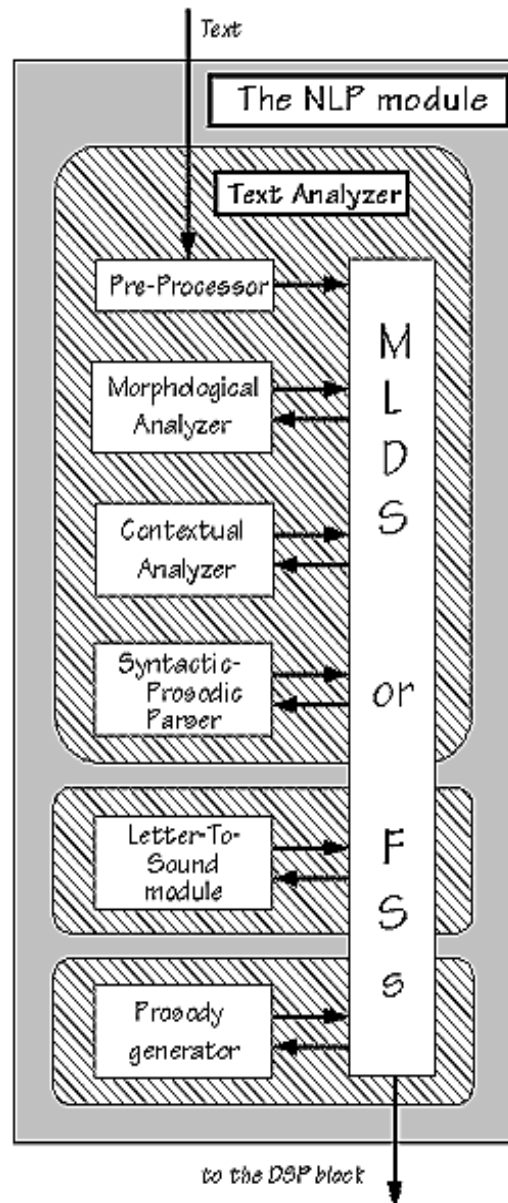 Text
The NLP module
Text Analyzer
Pre-Processor
Morphological
Analyzer
Contextual
Analyzer
Syntactic-
Prosodic
Parser
Letter-To-
Sound
module
Prosody
generator
M
L
D
S
or
F
S
s
to the DSP block